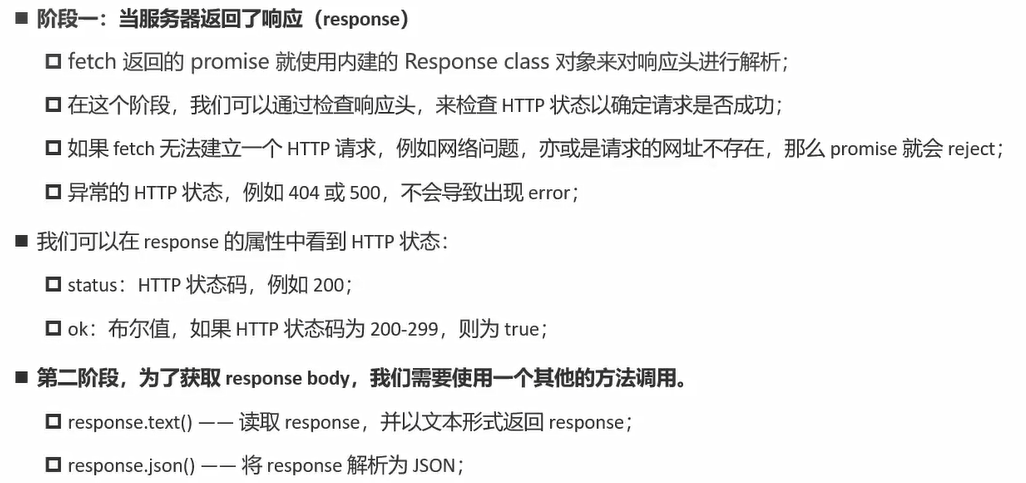 阶段一：当服务器返回了响应（response）
fetch 返回的 promise 就使用内建的 Response class 对象来对响应头进行解析；
在这个阶段，我们可以通过检查响应头，来检查 HTTP 状态以确定请求是否成功；
如果 fetch 无法建立一个 HTTP 请求，例如网络问题，亦或是请求的网址不存在，那么 promise 就会 reject；
异常的 HTTP 状态，例如 404 或 500，不会导致出现 error；
我们可以在 response 的属性中看到 HTTP 状态：
status：HTTP 状态码，例如 200；
ok：布尔值，如果 HTTP 状态码为 200-299，则为 true；
第二阶段，为了获取 response body，我们需要使用一个其他的方法调用。
response.text() —— 读取 response，并以文本形式返回 response；
response.json() —— 将 response 解析为 JSON；